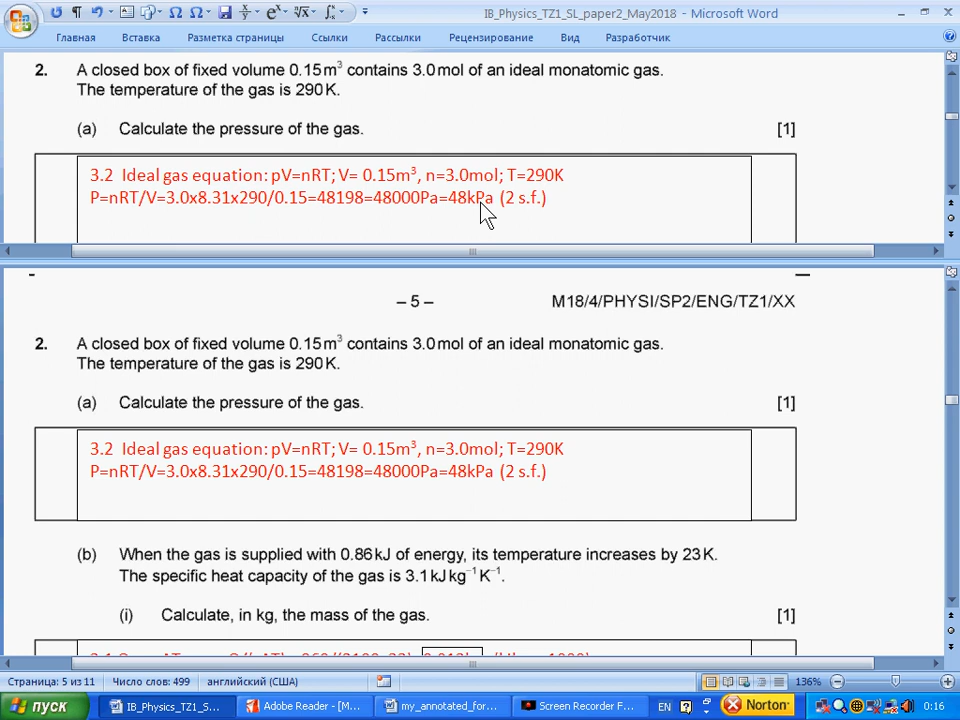 IB_Physics_TZ1_SL_paper2_May2018 - Microsoft Word
Главная Вставка Разметка страницы Ссылки Рассылки Рецензирование Вид Разработчик
2. A closed box of fixed volume 0.15 m³ contains 3.0 mol of an ideal monatomic gas.
The temperature of the gas is 290 K.
(a) Calculate the pressure of the gas. [1]
3.2 Ideal gas equation: pV=nRT; V= 0.15m³, n=3.0mol; T=290K
P=nRT/V=3.0x8.31x290/0.15=48198=48000Pa=48kPa (2 s.f.)
– 5 – M18/4/PHYSI/SP2/ENG/TZ1/XX
2. A closed box of fixed volume 0.15 m³ contains 3.0 mol of an ideal monatomic gas.
The temperature of the gas is 290 K.
(a) Calculate the pressure of the gas. [1]
3.2 Ideal gas equation: pV=nRT; V= 0.15m³, n=3.0mol; T=290K
P=nRT/V=3.0x8.31x290/0.15=48198=48000Pa=48kPa (2 s.f.)
(b) When the gas is supplied with 0.86 kJ of energy, its temperature increases by 23 K.
The specific heat capacity of the gas is 3.1 kJ kg⁻¹ K⁻¹.
(i) Calculate, in kg, the mass of the gas. [1]
Страница: 5 из 11 Число слов: 499 английский (США) 136%
пуск IB_Physics_TZ1_S... Adobe Reader - [M... my_annotated_for... Screen Recorder F... EN Norton 0:16